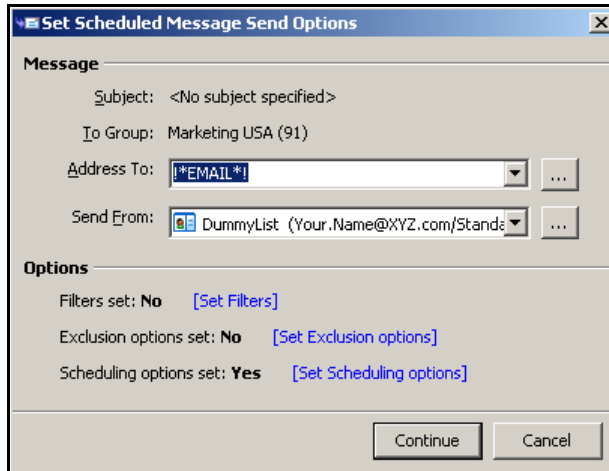 Set Scheduled Message Send Options
Message
Subject: <No subject specified>
To Group: Marketing USA (91)
Address To: !*EMAIL*! ...
Send From: DummyList (Your.Name@XYZ.com/Standa ...
Options
Filters set: No [Set Filters]
Exclusion options set: No [Set Exclusion options]
Scheduling options set: Yes [Set Scheduling options]
Continue Cancel